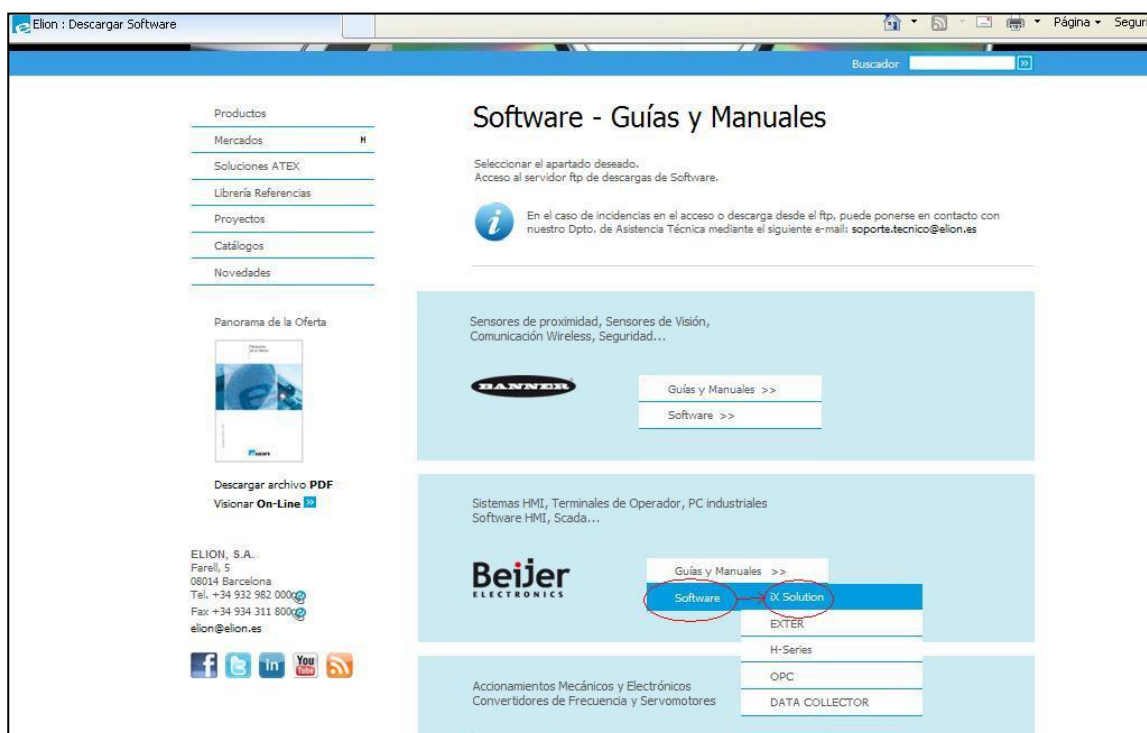 Elion : Descargar Software
Página
Segur
Buscador
Productos
Mercados
Soluciones ATEX
Librería Referencias
Proyectos
Catálogos
Novedades
Panorama de la Oferta
Descargar archivo PDF
Visionar On-Line
ELION, S.A.
Farell, 5
08014 Barcelona
Tel. +34 932 982 000
Fax +34 934 311 800
elion@elion.es
Software - Guías y Manuales
Seleccionar el apartado deseado.
Acceso al servidor ftp de descargas de Software.
En el caso de incidencias en el acceso o descarga desde el ftp, puede ponerse en contacto con
nuestro Dpto. de Asistencia Técnica mediante el siguiente e-mail: soporte.tecnico@elion.es
Sensores de proximidad, Sensores de Visión,
Comunicación Wireless, Seguridad...
BANNER
Guías y Manuales >>
Software >>
Sistemas HMI, Terminales de Operador, PC industriales
Software HMI, Scada...
Beijer
ELECTRONICS
Guías y Manuales >>
Software
iX Solution
EXTER
H-Series
OPC
DATA COLLECTOR
Accionamientos Mecánicos y Electrónicos
Convertidores de Frecuencia y Servomotores